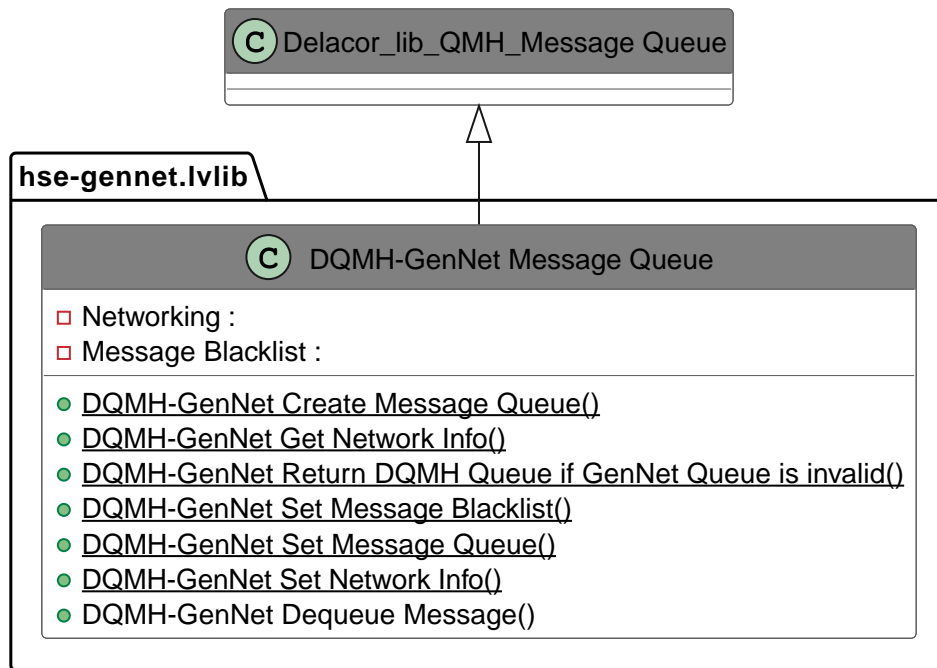 C Delacor_lib_QMH_Message Queue
hse-gennet.lvlib
C DQMH-GenNet Message Queue
Networking :
Message Blacklist :
DQMH-GenNet Create Message Queue()
DQMH-GenNet Get Network Info()
DQMH-GenNet Return DQMH Queue if GenNet Queue is invalid()
DQMH-GenNet Set Message Blacklist()
DQMH-GenNet Set Message Queue()
DQMH-GenNet Set Network Info()
DQMH-GenNet Dequeue Message()